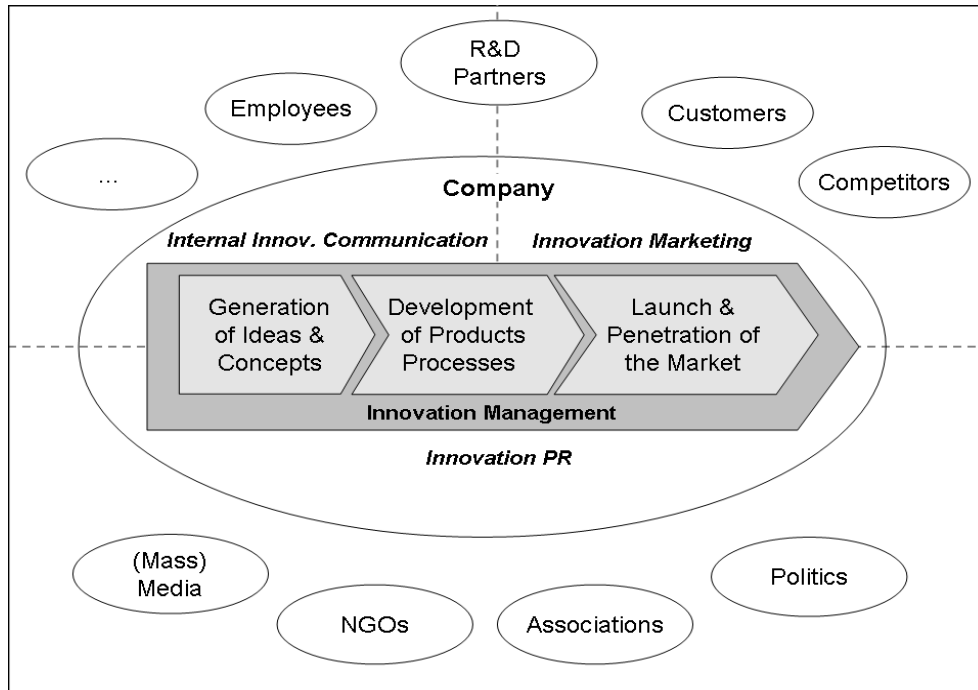 R&D
Partners
Employees
Customers
...
Competitors
Company
Internal Innov. Communication
Innovation Marketing
Generation
of Ideas &
Concepts
Development
of Products
Processes
Launch &
Penetration of
the Market
Innovation Management
Innovation PR
(Mass)
Media
Politics
NGOs
Associations